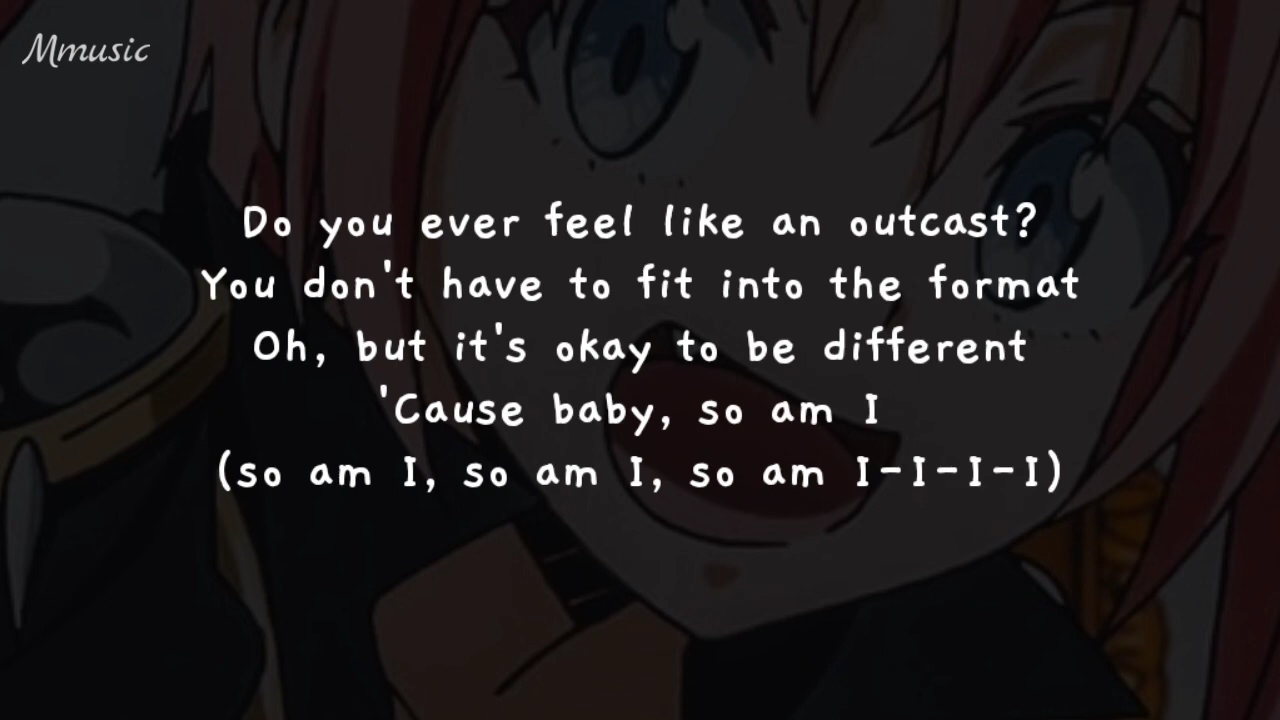 Mmusic
Do you ever feel like an outcast?
You don't have to fit into the format
Oh, but it's okay to be different
'Cause baby, so am I
(so am I, so am I, so am I-I-I-I)